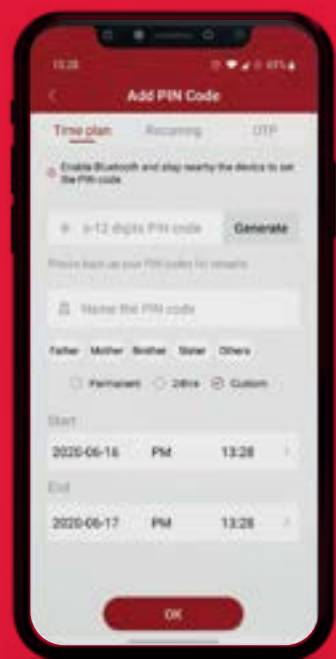 13:28
Add PIN Code
Time plan Recurring OTP
Enable Bluetooth and stay nearby the device to set
the PIN code
6-12 digits PIN code Generate
Please back up your PIN codes for
Name the PIN code
Father Mother Brother Sister Others
Permanent 24hrs Custom
Start
2020-06-16 PM 13:28
End
2020-06-17 PM 13:28
OK